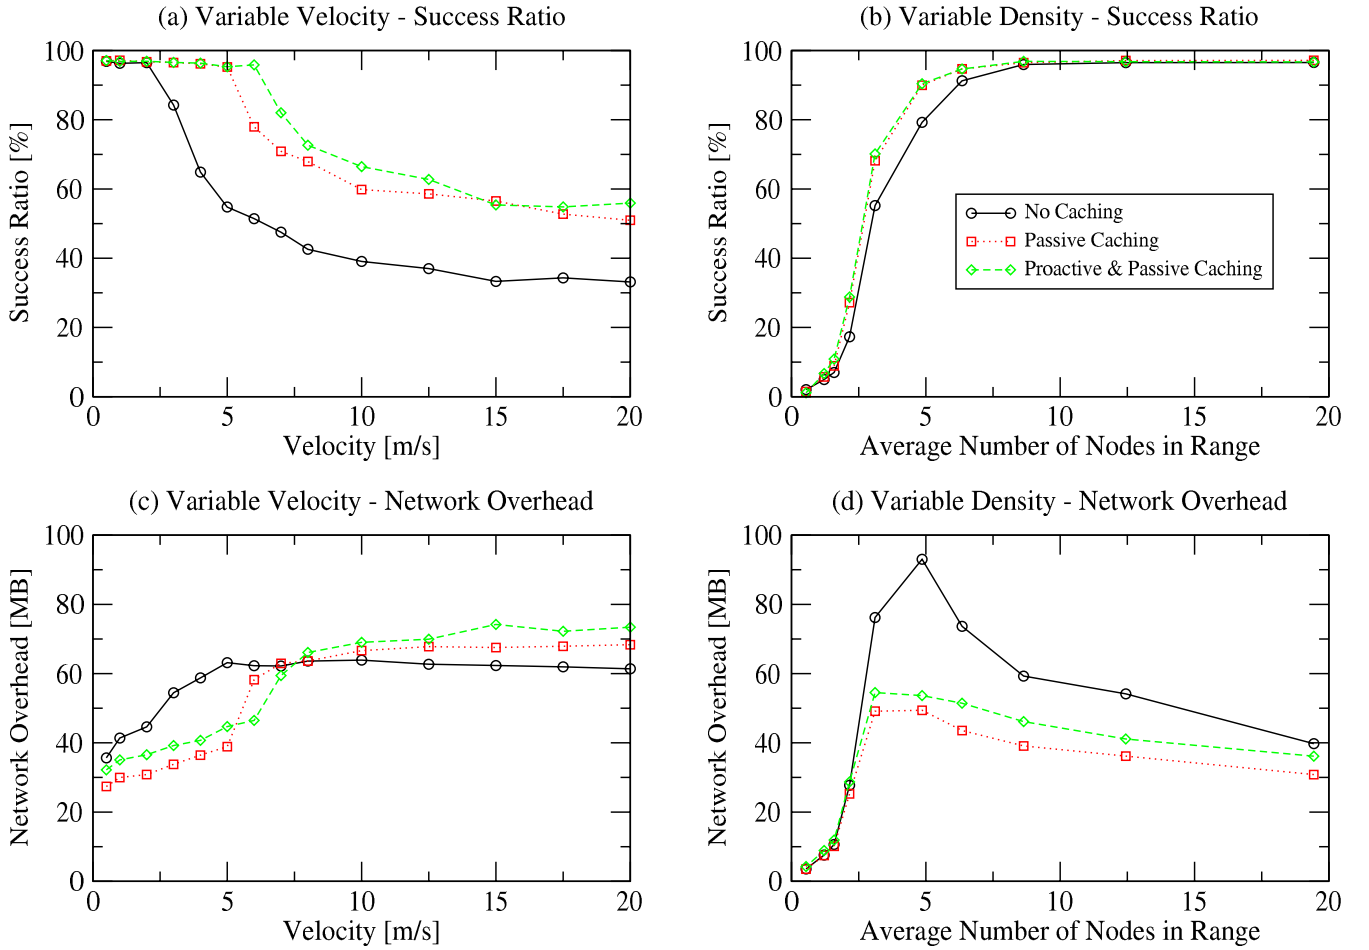 (a) Variable Velocity - Success Ratio
100
80
60
40
20
0
Success Ratio [%]
0 5 10 15 20
Velocity [m/s]
(b) Variable Density - Success Ratio
100
80
60
40
20
0
Success Ratio [%]
No Caching
Passive Caching
Proactive & Passive Caching
0 5 10 15 20
Average Number of Nodes in Range
(c) Variable Velocity - Network Overhead
100
80
60
40
20
0
Network Overhead [MB]
0 5 10 15 20
Velocity [m/s]
(d) Variable Density - Network Overhead
100
80
60
40
20
0
Network Overhead [MB]
0 5 10 15 20
Average Number of Nodes in Range